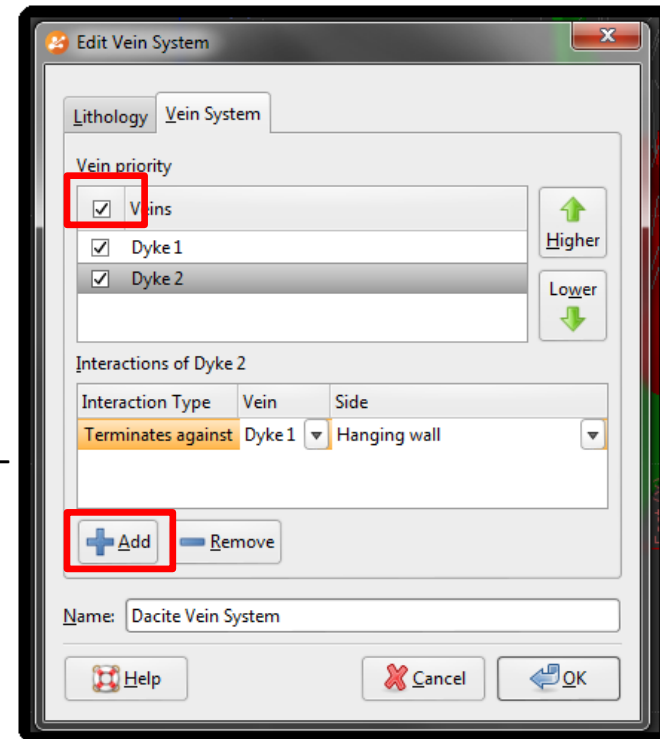 Edit Vein System
Lithology Vein System
Vein priority
Veins
Dyke 1
Dyke 2
Higher
Lower
Interactions of Dyke 2
Interaction Type Vein Side
Terminates against Dyke 1 Hanging wall
Add Remove
Name: Dacite Vein System
Help Cancel OK